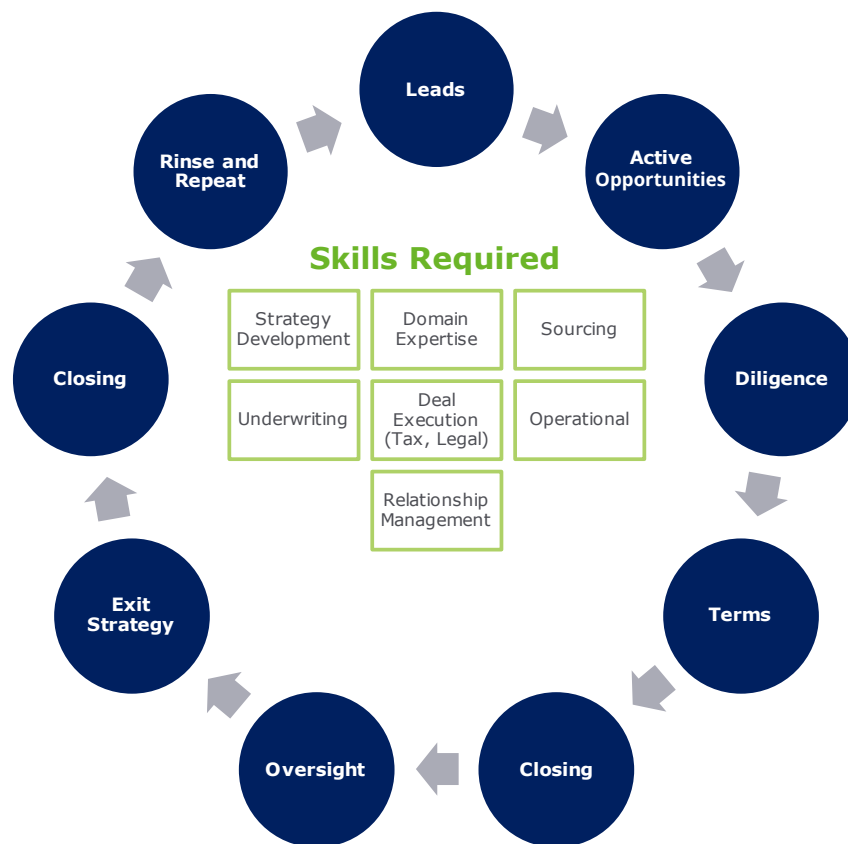 Leads
Active
Opportunities
Diligence
Terms
Closing
Oversight
Exit
Strategy
Closing
Rinse and
Repeat
Skills Required
Strategy
Development
Domain
Expertise
Sourcing
Underwriting
Deal
Execution
(Tax, Legal)
Operational
Relationship
Management